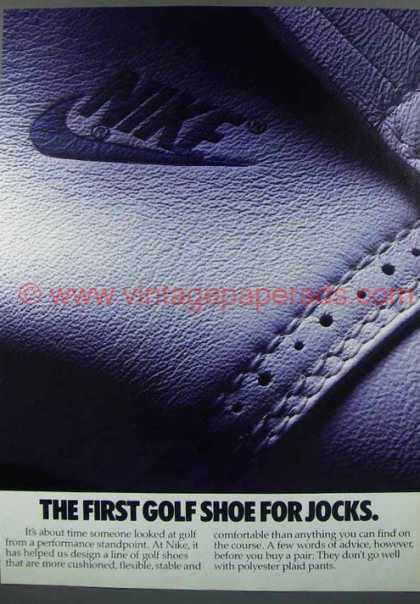 NIKE ®
®
© www.vintagepaperads.com
THE FIRST GOLF SHOE FOR JOCKS.
It's about time someone looked at golf
from a performance standpoint. At Nike, it
has helped us design a line of golf shoes
that are more cushioned, flexible, stable and
comfortable than anything you can find on
the course. A few words of advice, however,
before you buy a pair: They don't go well
with polyester plaid pants.